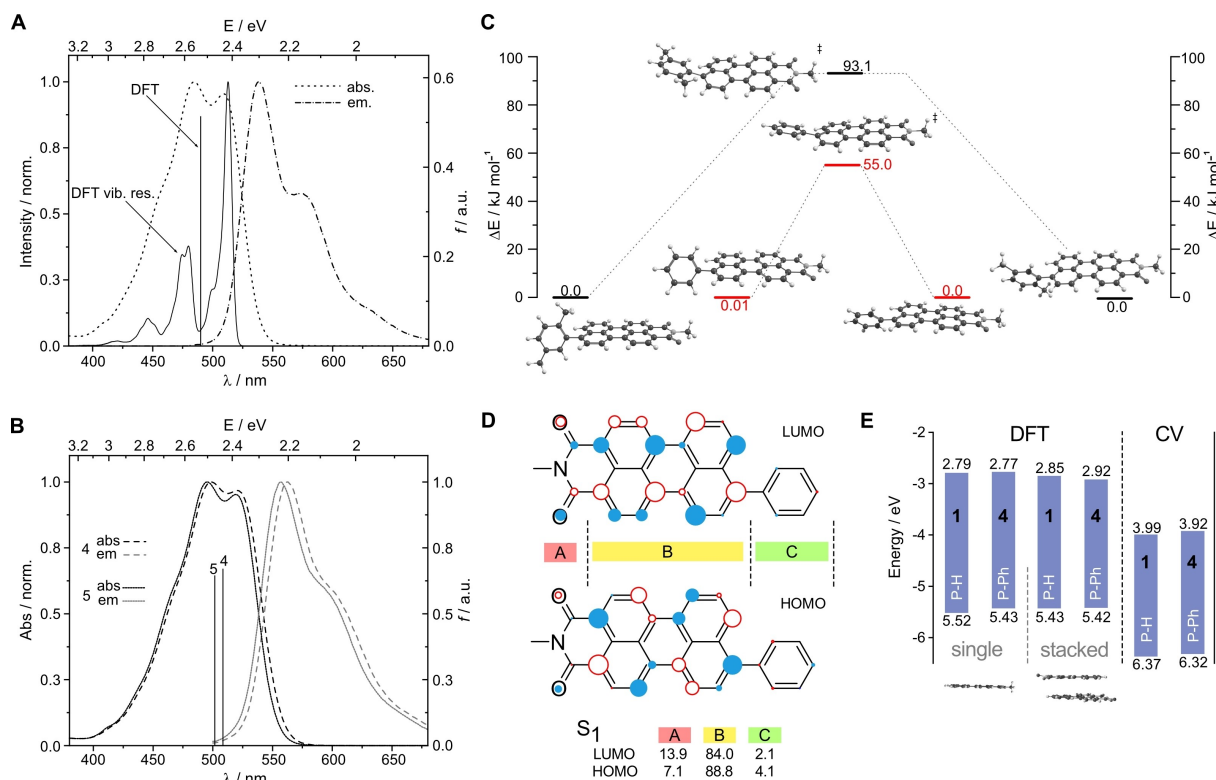 A
E / eV
3.2 3 2.8 2.6 2.4 2.2 2
1.0
0.8
0.5
0.3
0.0
Intensity / norm.
DFT
DFT vib. res.
abs.
em.
0.6
0.4
0.2
0.0
f / a.u.
400 450 500 550 600 650
λ / nm
B
E / eV
3.2 3 2.8 2.6 2.4 2.2 2
1.0
0.8
0.5
0.3
0.0
Abs / norm.
4 abs
em
5 abs
em
5 4
1.0
0.8
0.6
0.4
0.2
0.0
f / a.u.
400 450 500 550 600 650
λ / nm
C
100
80
60
40
20
0
ΔE / kJ mol⁻¹
‡
93.1
‡
55.0
0.0
0.01
0.0
0.0
100
80
60
40
20
0
ΔE / kJ mol⁻¹
D
LUMO
O
N
O
A B C
HOMO
O
N
O
S₁ A B C
LUMO 13.9 84.0 2.1
HOMO 7.1 88.8 4.1
E
DFT CV
-2
-3
-4
-5
-6
Energy / eV
2.79 2.77 2.85 2.92
3.99 3.92
1 4 1 4
1 4
P-H P-Ph P-H P-Ph
P-H P-Ph
5.52 5.43 5.43 5.42
6.37 6.32
single stacked